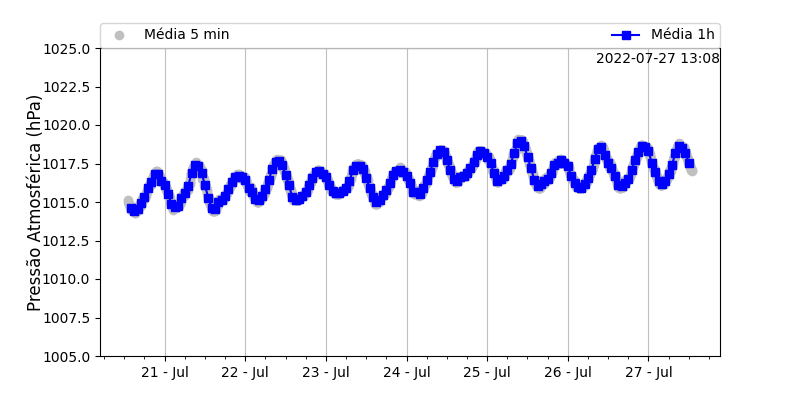 Média 5 min
Média 1h
2022-07-27 13:08
Pressão Atmosférica (hPa)
1025.0
1022.5
1020.0
1017.5
1015.0
1012.5
1010.0
1007.5
1005.0
21 - Jul
22 - Jul
23 - Jul
24 - Jul
25 - Jul
26 - Jul
27 - Jul